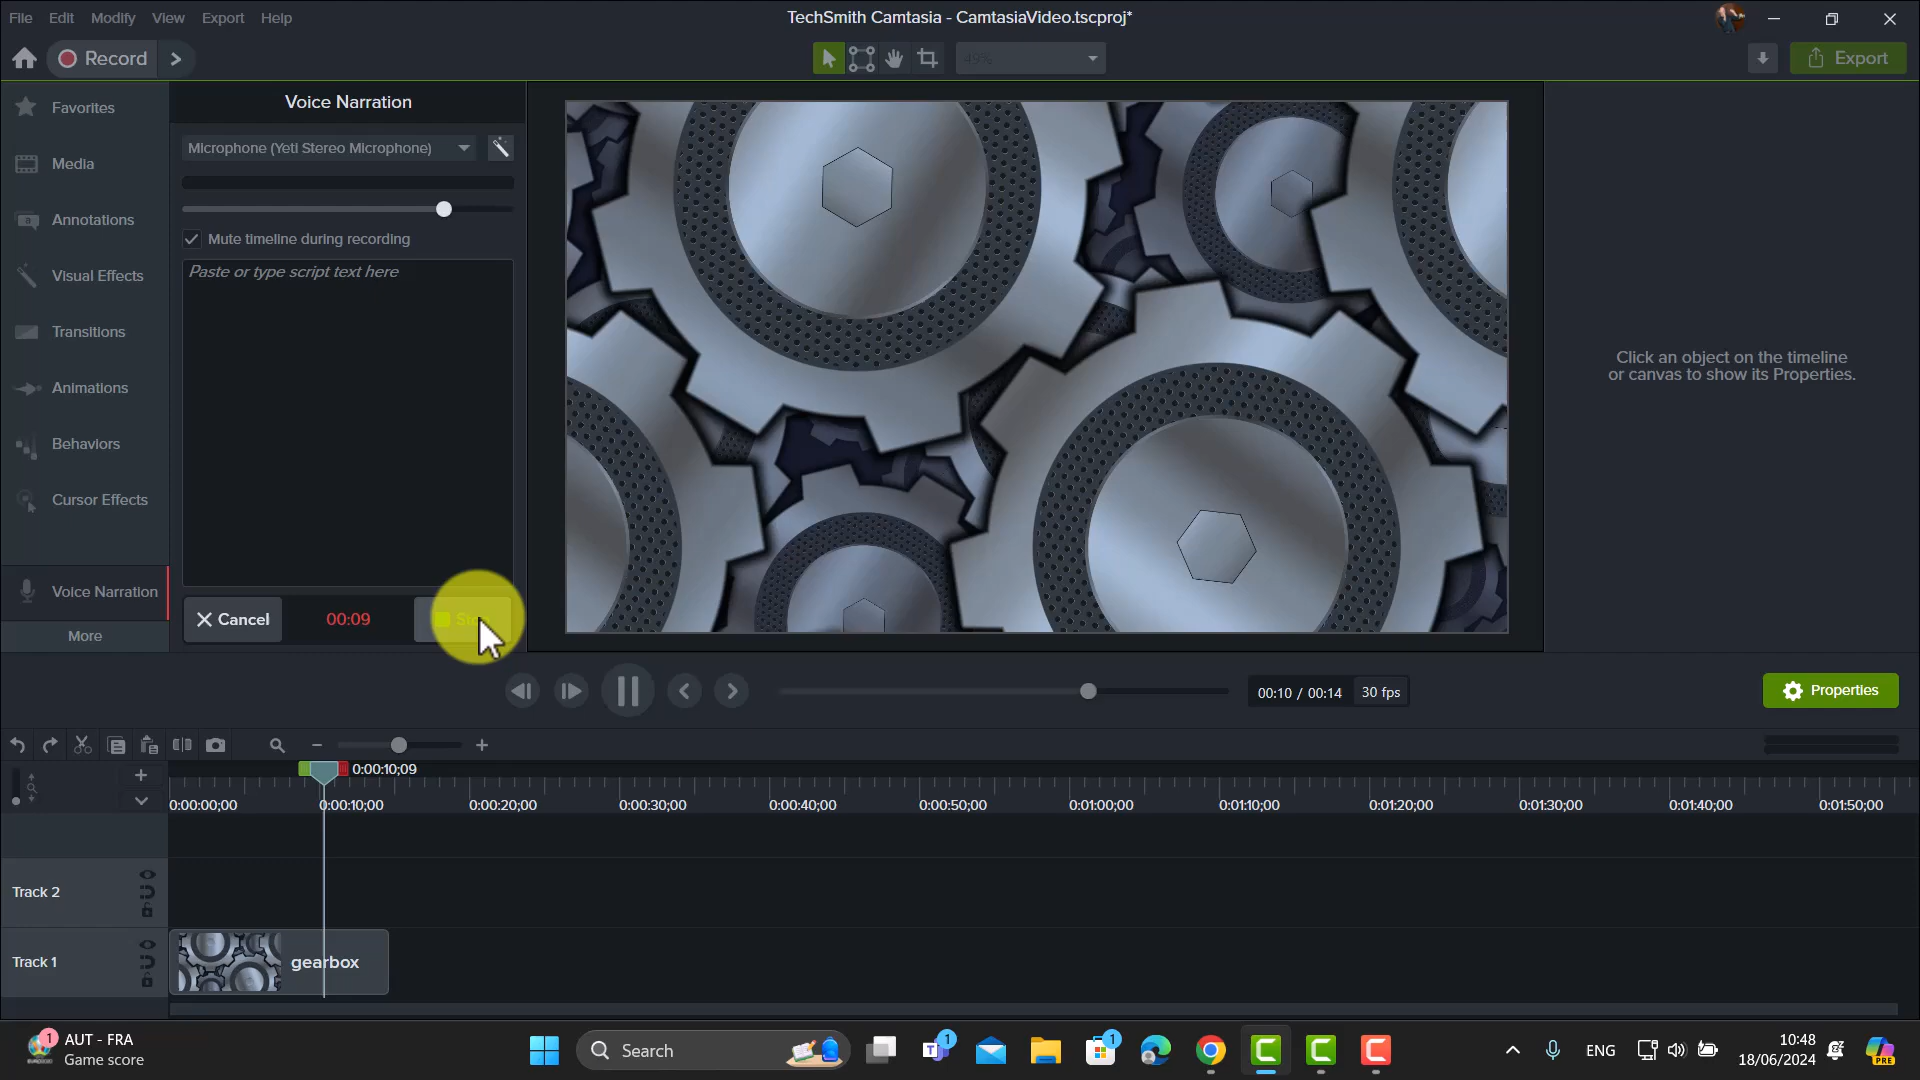 File Edit Modify View Export Help
TechSmith Camtasia - CamtasiaVideo.tscproj*
Record
49%
Export
Favorites
Media
Annotations
Visual Effects
Transitions
Animations
Behaviors
Cursor Effects
Voice Narration
More
Voice Narration
Microphone (Yeti Stereo Microphone)
Mute timeline during recording
Paste or type script text here
Cancel
00:09
Click an object on the timeline
or canvas to show its Properties.
00:10 / 00:14
30 fps
Properties
0:00:10;09
0:00:00;00 0:00:10;00 0:00:20;00 0:00:30;00 0:00:40;00 0:00:50;00 0:01:00;00 0:01:10;00 0:01:20;00 0:01:30;00 0:01:40;00 0:01:50;00
Track 2
Track 1
gearbox
1
AUT - FRA
Game score
Search
1
1
ENG
10:48
18/06/2024
PRE